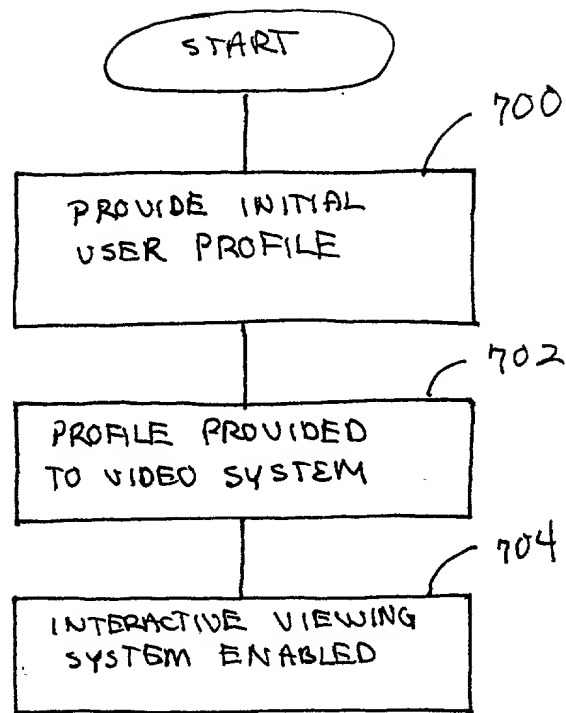 START
700
PROVIDE INITIAL
USER PROFILE
702
PROFILE PROVIDED
TO VIDEO SYSTEM
704
INTERACTIVE VIEWING
SYSTEM ENABLED